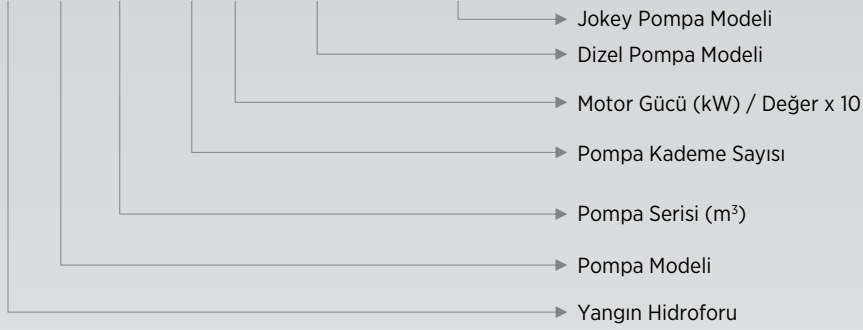 Jokey Pompa Modeli
Dizel Pompa Modeli
Motor Gücü (kW) / Değer x 10
Pompa Kademe Sayısı
Pompa Serisi (m³)
Pompa Modeli
Yangın Hidroforu